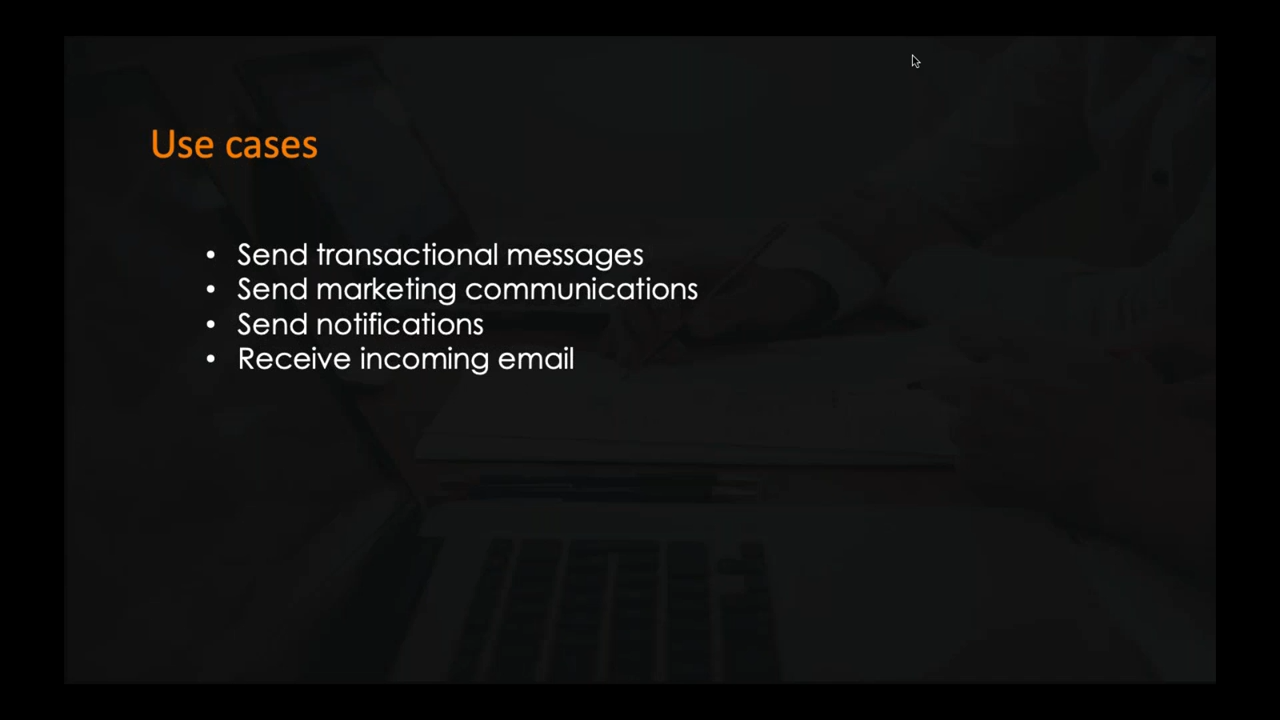 Use cases
• Send transactional messages
• Send marketing communications
• Send notifications
• Receive incoming email